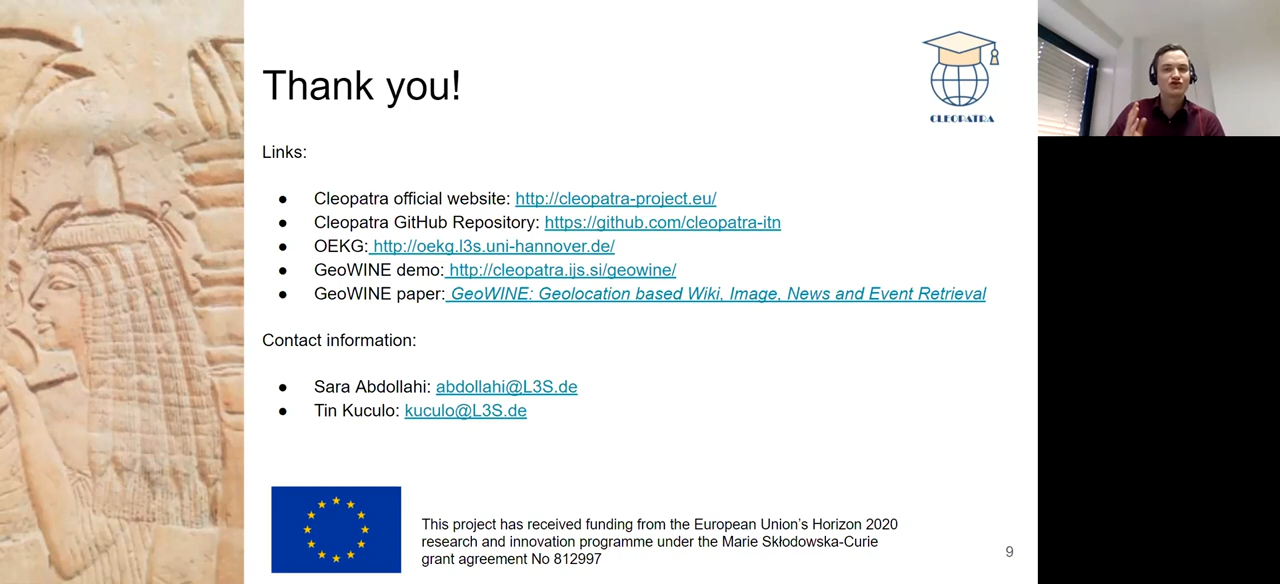 CLEOPATRA
Thank you!
Links:
● Cleopatra official website: http://cleopatra-project.eu/
● Cleopatra GitHub Repository: https://github.com/cleopatra-itn
● OEKG: http://oekg.l3s.uni-hannover.de/
● GeoWINE demo: http://cleopatra.ijs.si/geowine/
● GeoWINE paper: GeoWINE: Geolocation based Wiki, Image, News and Event Retrieval
Contact information:
● Sara Abdollahi: abdollahi@L3S.de
● Tin Kuculo: kuculo@L3S.de
This project has received funding from the European Union’s Horizon 2020
research and innovation programme under the Marie Skłodowska-Curie
grant agreement No 812997
9